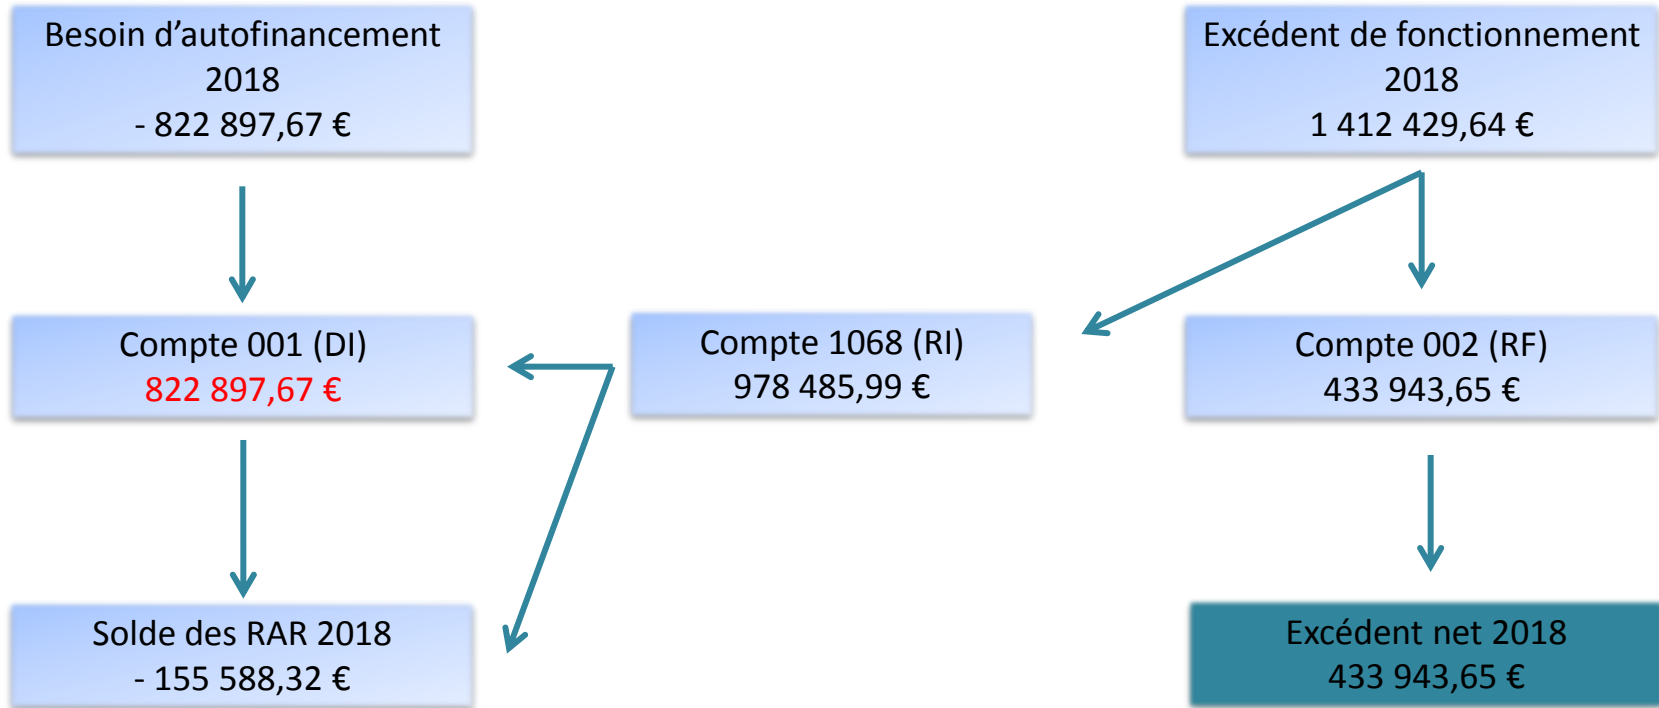 Besoin d’autofinancement
2018
- 822 897,67 €
Excédent de fonctionnement
2018
1 412 429,64 €
Compte 001 (DI)
822 897,67 €
Compte 1068 (RI)
978 485,99 €
Compte 002 (RF)
433 943,65 €
Solde des RAR 2018
- 155 588,32 €
Excédent net 2018
433 943,65 €